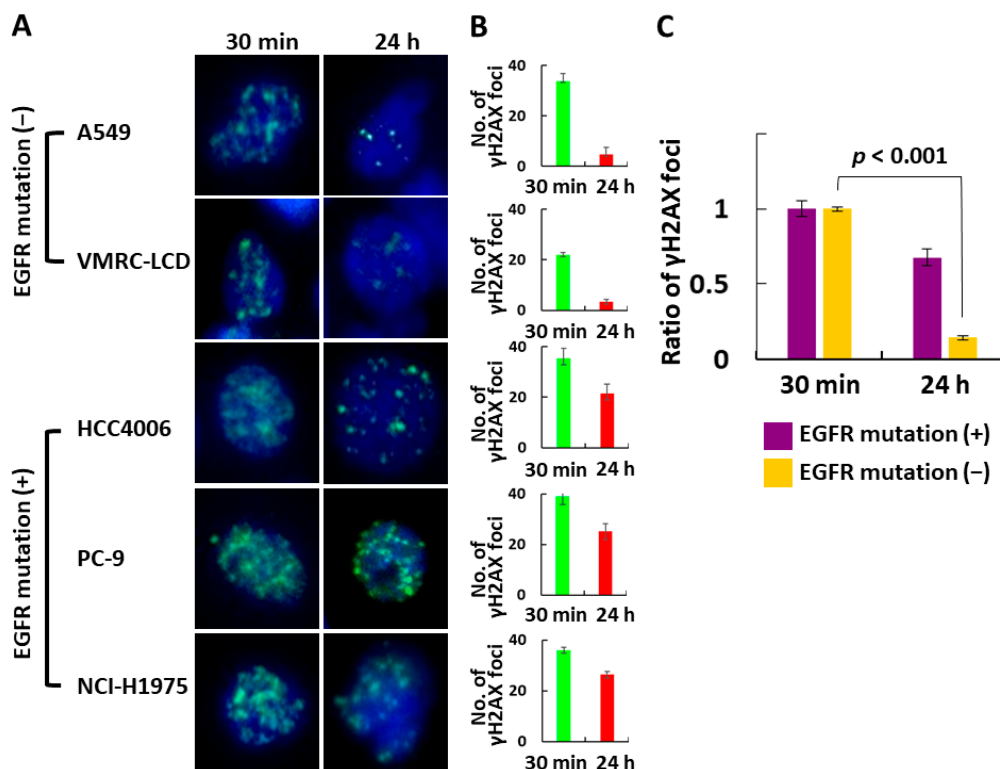 A
30 min
24 h
EGFR mutation (−)
A549
VMRC-LCD
EGFR mutation (+)
HCC4006
PC-9
NCI-H1975
B
No. of
γH2AX foci
40
20
0
30 min 24 h
No. of
γH2AX foci
40
20
0
30 min 24 h
No. of
γH2AX foci
40
20
0
30 min 24 h
No. of
γH2AX foci
40
20
0
30 min 24 h
No. of
γH2AX foci
40
20
0
30 min 24 h
C
Ratio of γH2AX foci
p < 0.001
1
0.5
0
30 min
24 h
EGFR mutation (+)
EGFR mutation (−)